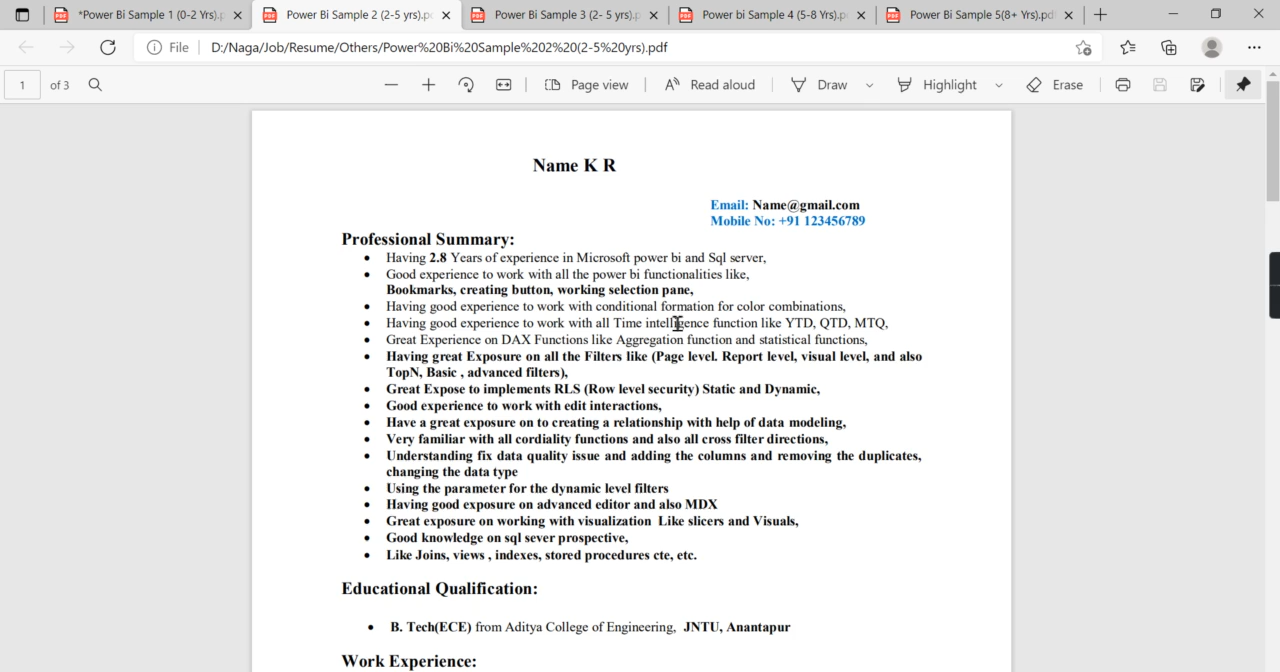 *Power Bi Sample 1 (0-2 Yrs).p
Power Bi Sample 2 (2-5 yrs).pc
Power Bi Sample 3 (2- 5 yrs).p
Power bi Sample 4 (5-8 Yrs).p
Power Bi Sample 5(8+ Yrs).pdf
File D:/Naga/Job/Resume/Others/Power%20Bi%20Sample%202%20(2-5%20yrs).pdf
1 of 3 Page view Read aloud Draw Highlight Erase
Name K R
Email: Name@gmail.com
Mobile No: +91 123456789
Professional Summary:
• Having 2.8 Years of experience in Microsoft power bi and Sql server,
• Good experience to work with all the power bi functionalities like,
Bookmarks, creating button, working selection pane,
• Having good experience to work with conditional formation for color combinations,
• Having good experience to work with all Time intelligence function like YTD, QTD, MTQ,
• Great Experience on DAX Functions like Aggregation function and statistical functions,
• Having great Exposure on all the Filters like (Page level. Report level, visual level, and also
TopN, Basic , advanced filters),
• Great Expose to implements RLS (Row level security) Static and Dynamic,
• Good experience to work with edit interactions,
• Have a great exposure on to creating a relationship with help of data modeling,
• Very familiar with all cordiality functions and also all cross filter directions,
• Understanding fix data quality issue and adding the columns and removing the duplicates,
changing the data type
• Using the parameter for the dynamic level filters
• Having good exposure on advanced editor and also MDX
• Great exposure on working with visualization Like slicers and Visuals,
• Good knowledge on sql sever prospective,
• Like Joins, views , indexes, stored procedures cte, etc.
Educational Qualification:
• B. Tech(ECE) from Aditya College of Engineering, JNTU, Anantapur
Work Experience: